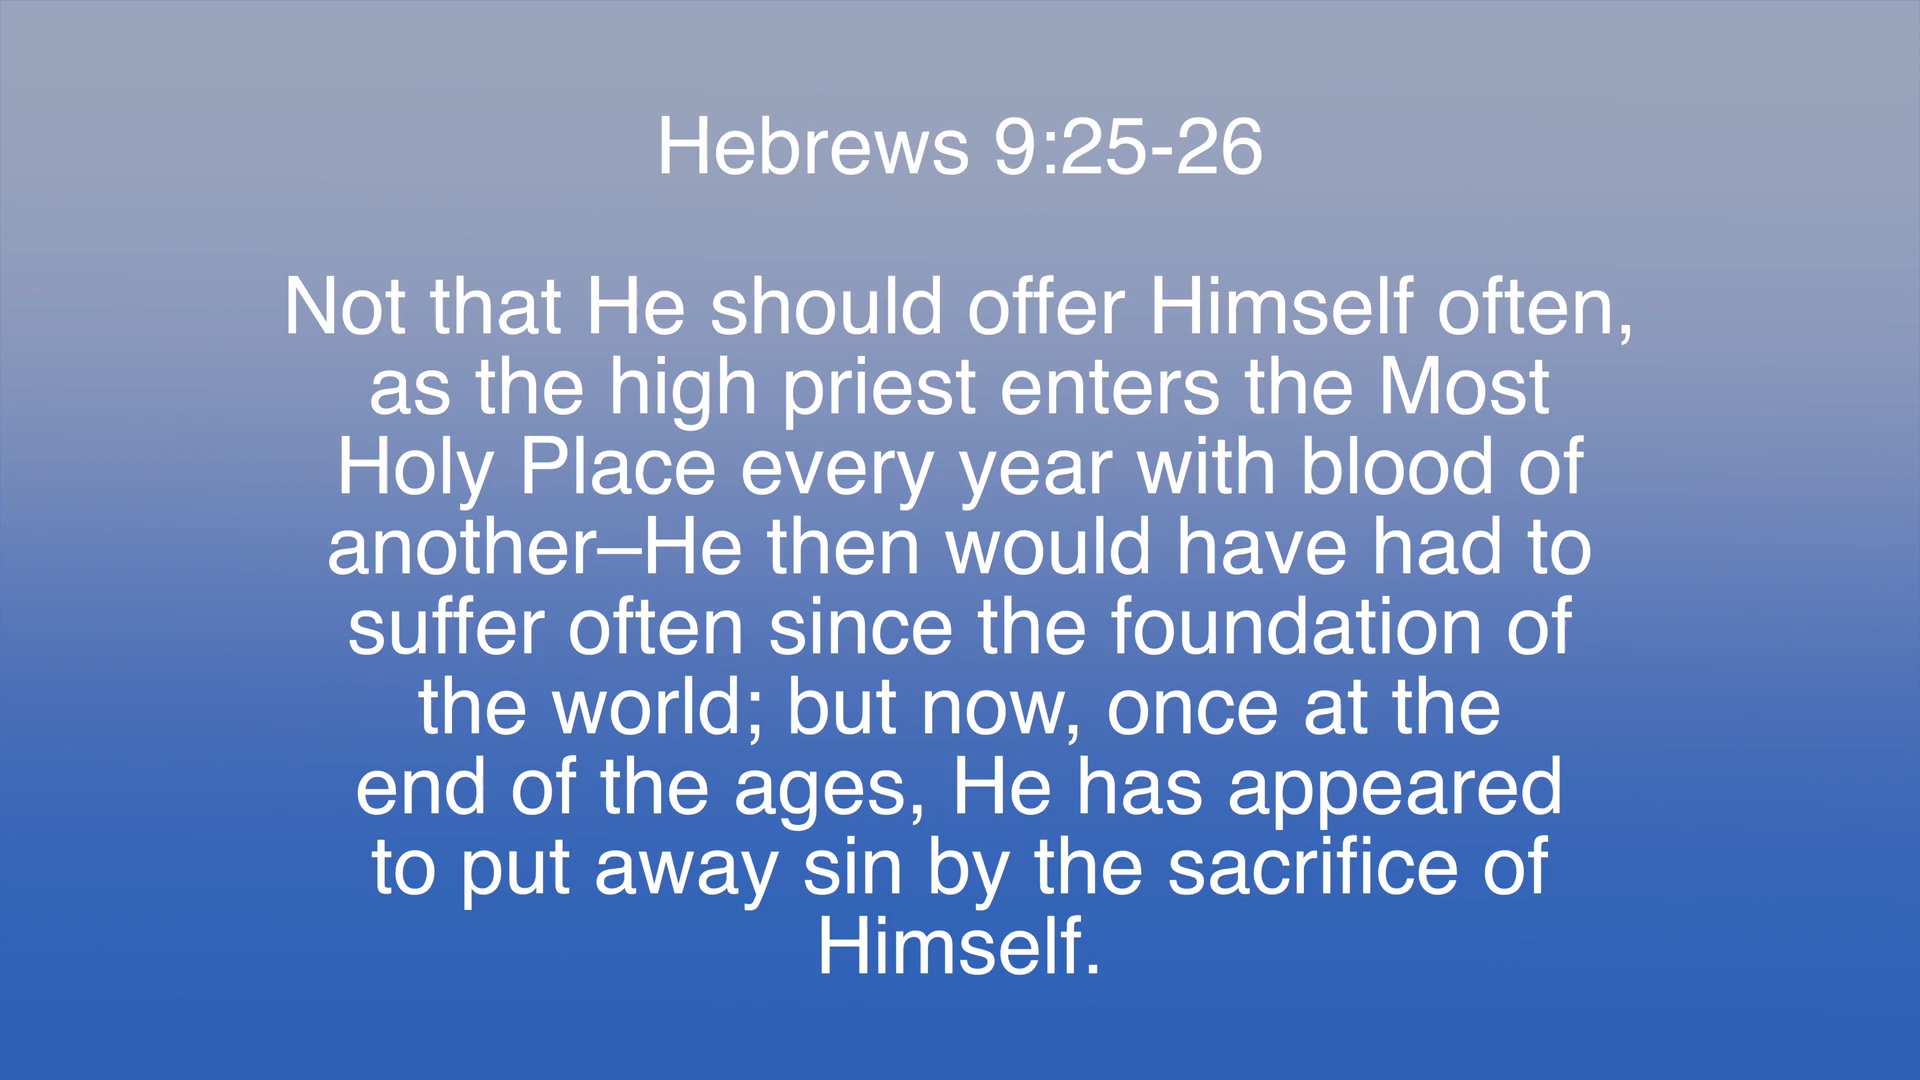 Hebrews 9:25-26
Not that He should offer Himself often,
as the high priest enters the Most
Holy Place every year with blood of
another–He then would have had to
suffer often since the foundation of
the world; but now, once at the
end of the ages, He has appeared
to put away sin by the sacrifice of
Himself.